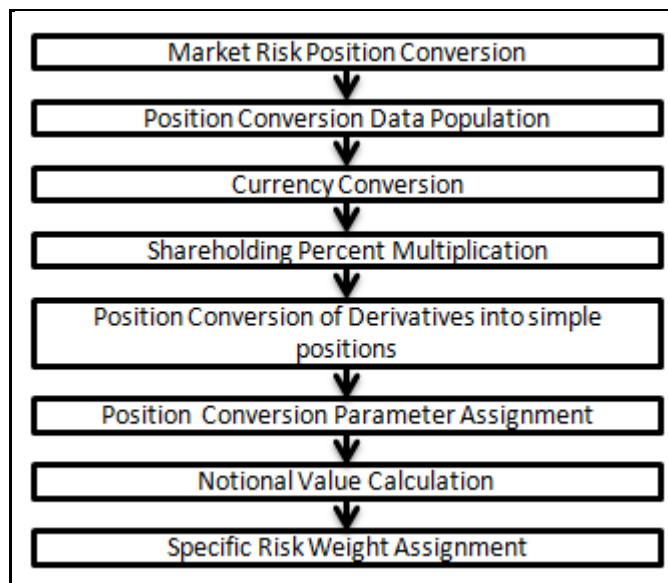 Market Risk Position Conversion
Position Conversion Data Population
Currency Conversion
Shareholding Percent Multiplication
Position Conversion of Derivatives into simple
positions
Position Conversion Parameter Assignment
Notional Value Calculation
Specific Risk Weight Assignment